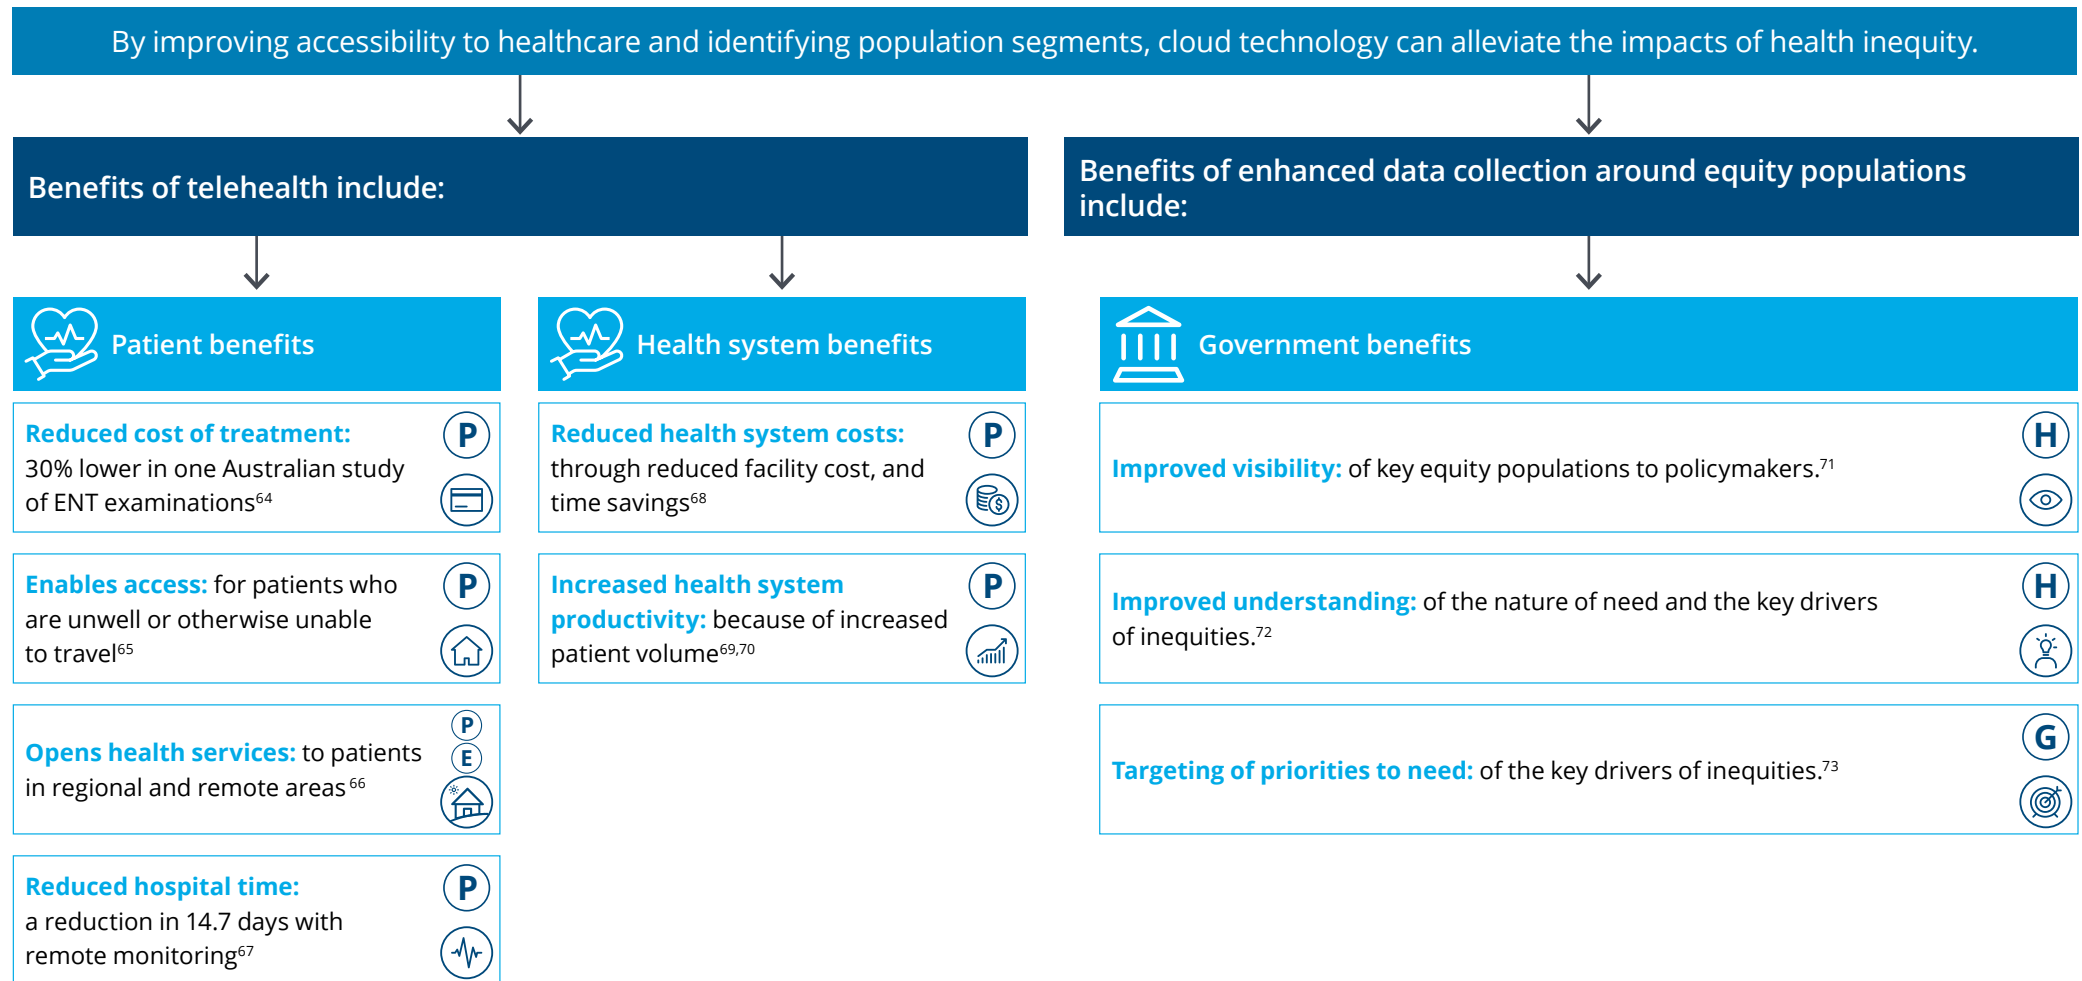 By improving accessibility to healthcare and identifying population segments, cloud technology can alleviate the impacts of health inequity.
Benefits of telehealth include:
Patient benefits
Reduced cost of treatment:
30% lower in one Australian study
of ENT examinations64
P
Enables access: for patients who
are unwell or otherwise unable
to travel65
P
Opens health services: to patients
in regional and remote areas66
P
E
Reduced hospital time:
a reduction in 14.7 days with
remote monitoring67
P
Health system benefits
Reduced health system costs:
through reduced facility cost, and
time savings68
P
$
Increased health system
productivity: because of increased
patient volume69,70
P
Benefits of enhanced data collection around equity populations
include:
Government benefits
Improved visibility: of key equity populations to policymakers.71
H
Improved understanding: of the nature of need and the key drivers
of inequities.72
H
Targeting of priorities to need: of the key drivers of inequities.73
G